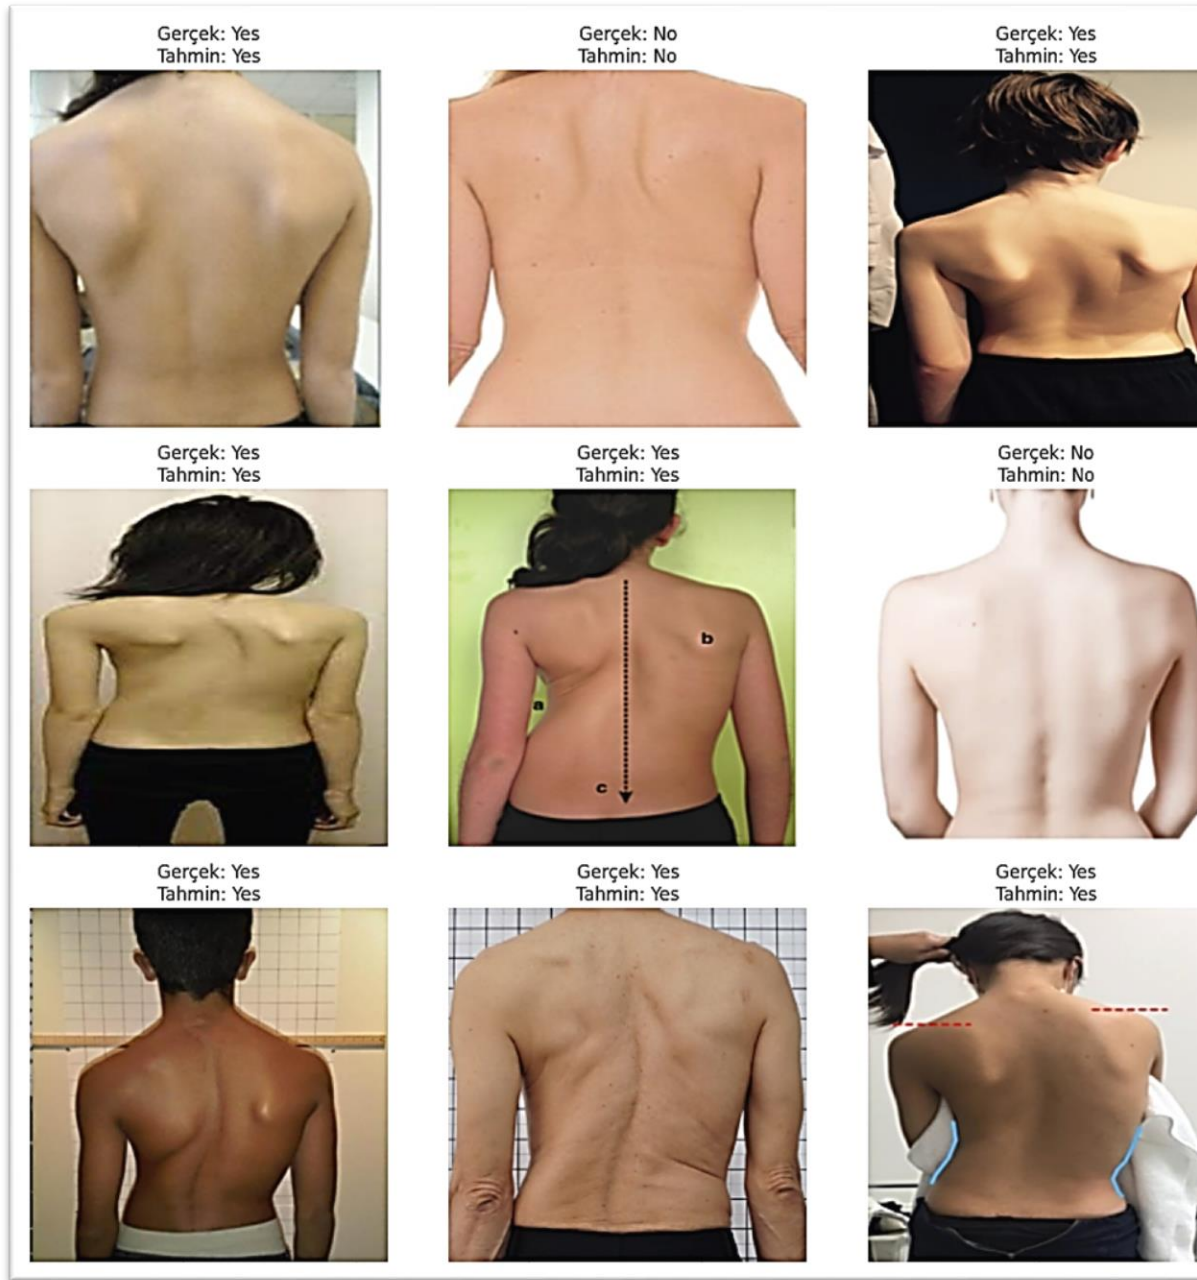 Gerçek: Yes
Tahmin: Yes
Gerçek: No
Tahmin: No
Gerçek: Yes
Tahmin: Yes
Gerçek: Yes
Tahmin: Yes
Gerçek: Yes
Tahmin: Yes
b
a
c
Gerçek: No
Tahmin: No
Gerçek: Yes
Tahmin: Yes
Gerçek: Yes
Tahmin: Yes
Gerçek: Yes
Tahmin: Yes